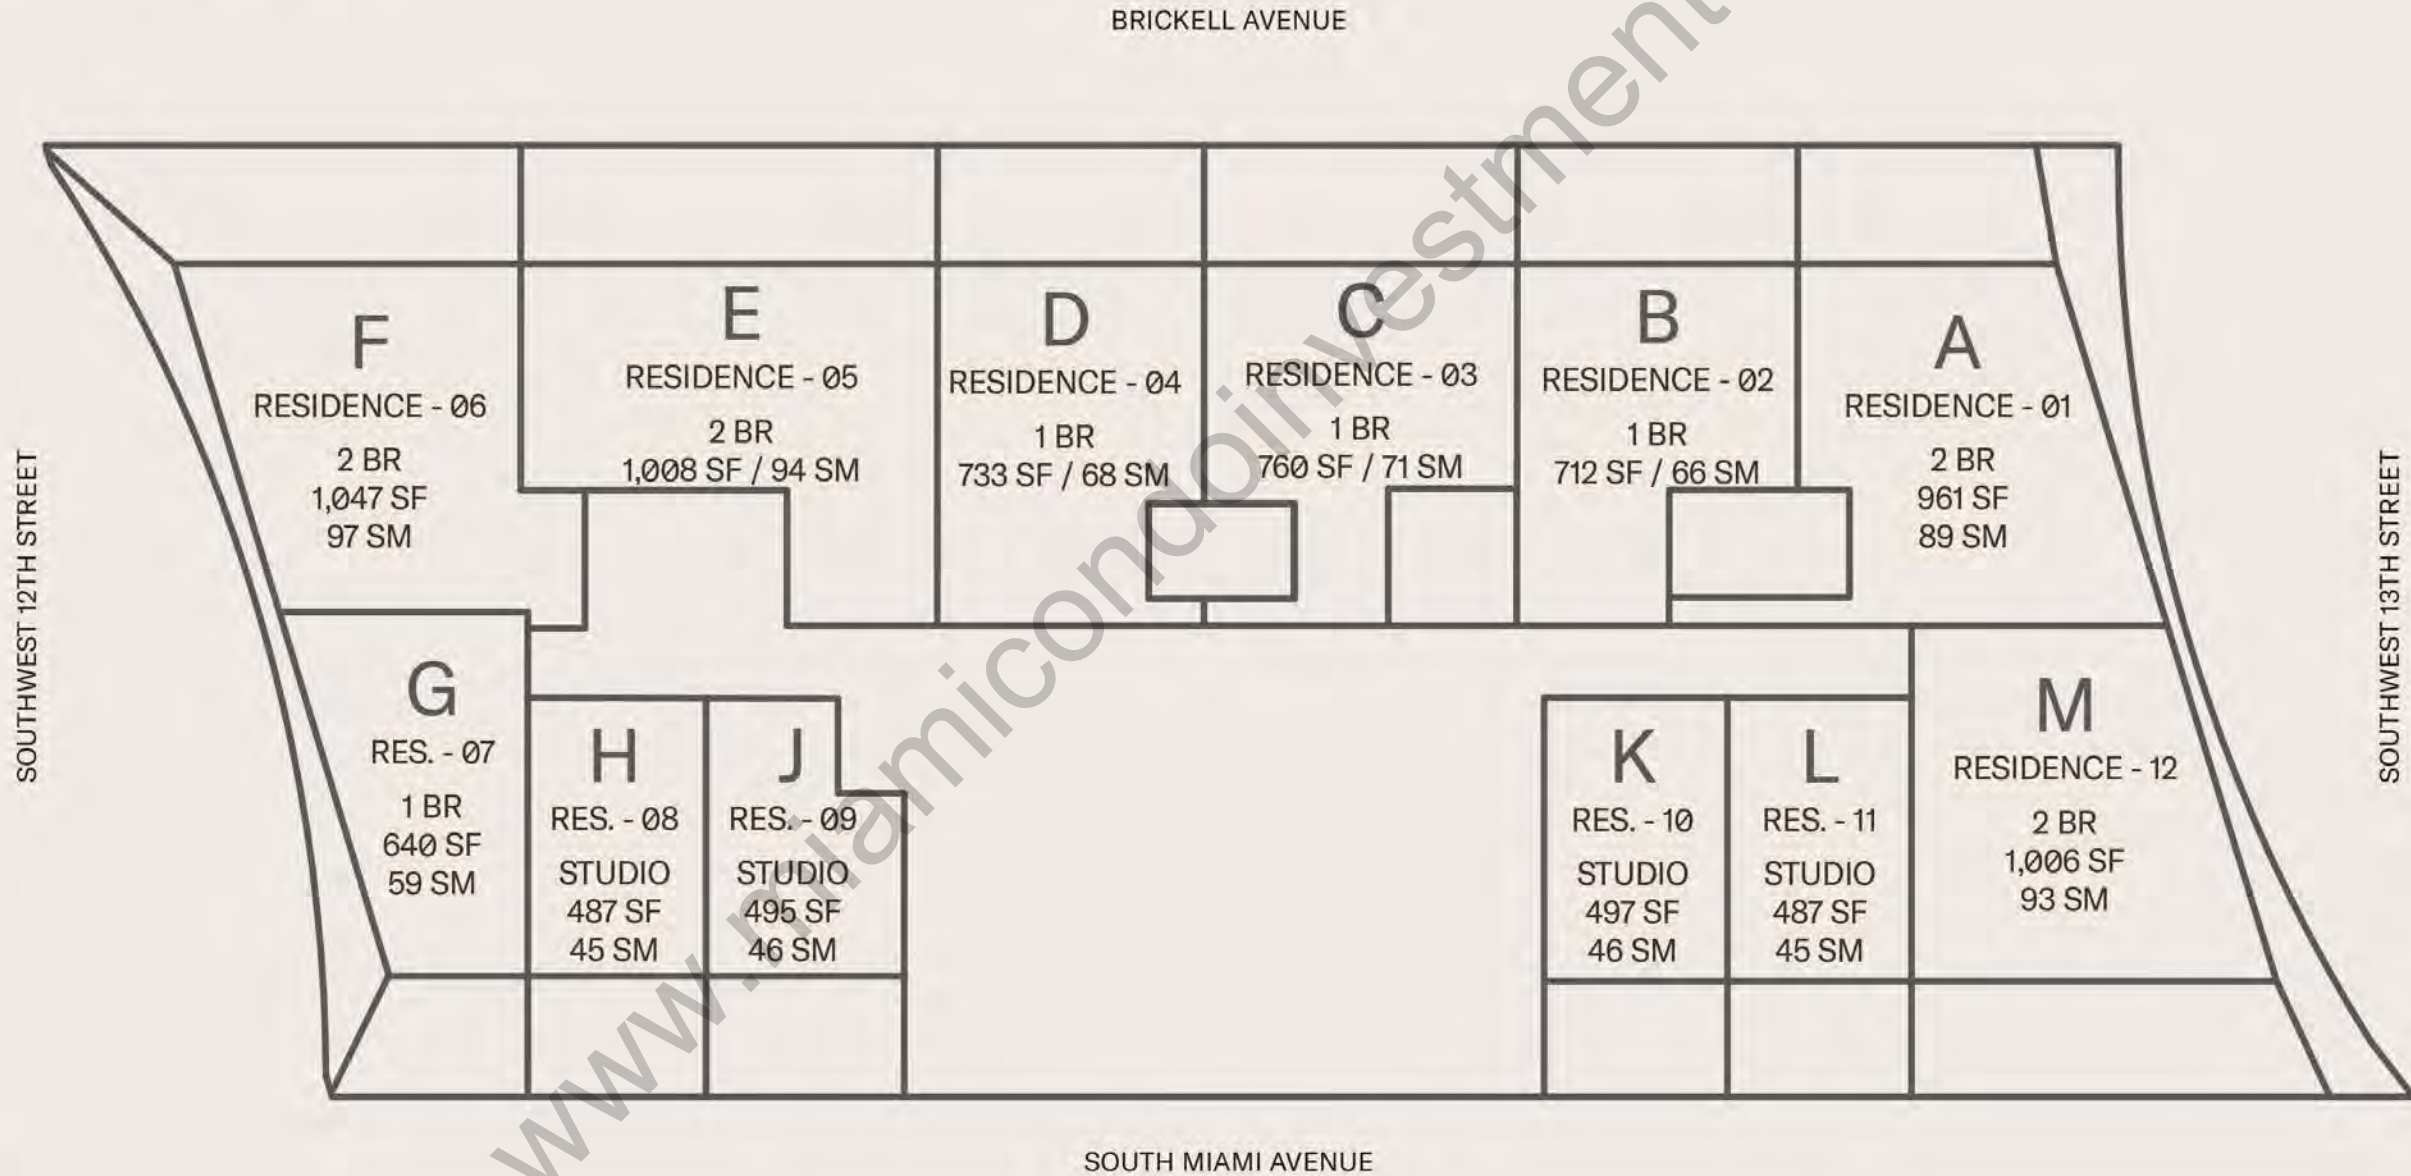 BRICKELL AVENUE
SOUTHWEST 12TH STREET
F
RESIDENCE - 06
2 BR
1,047 SF
97 SM
E
RESIDENCE - 05
2 BR
1,008 SF / 94 SM
D
RESIDENCE - 04
1 BR
733 SF / 68 SM
C
RESIDENCE - 03
1 BR
760 SF / 71 SM
B
RESIDENCE - 02
1 BR
712 SF / 66 SM
A
RESIDENCE - 01
2 BR
961 SF
89 SM
SOUTHWEST 13TH STREET
G
RES. - 07
1 BR
640 SF
59 SM
H
RES. - 08
STUDIO
487 SF
45 SM
J
RES. - 09
STUDIO
495 SF
46 SM
K
RES. - 10
STUDIO
497 SF
46 SM
L
RES. - 11
STUDIO
487 SF
45 SM
M
RESIDENCE - 12
2 BR
1,006 SF
93 SM
SOUTH MIAMI AVENUE
www.miamicondoinvestment